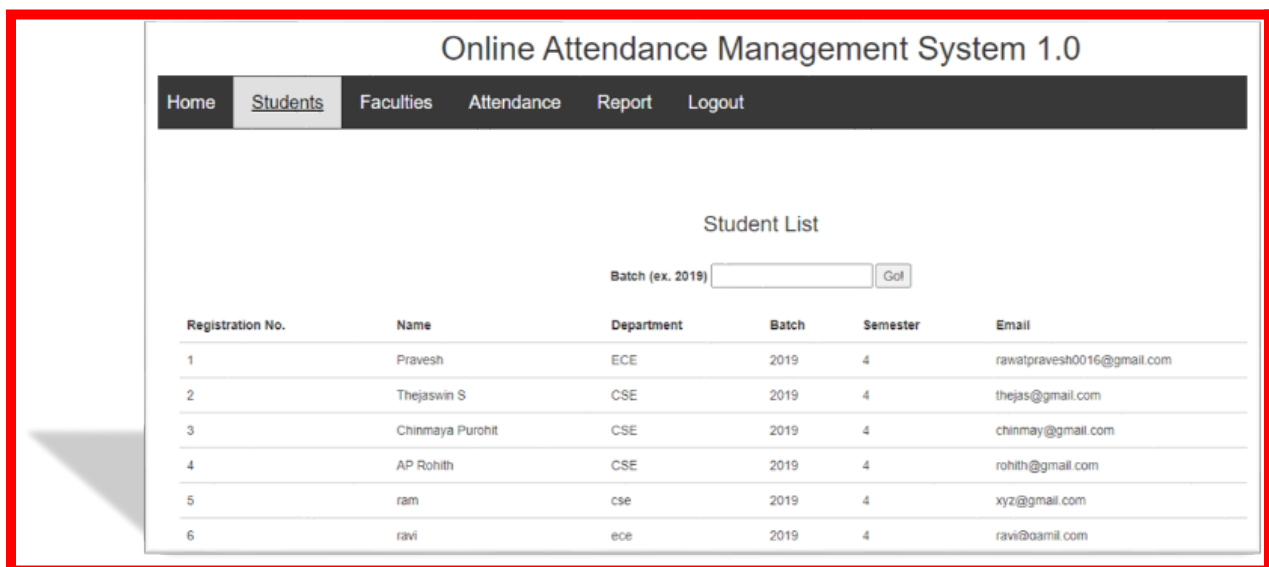 Online Attendance Management System 1.0
Home Students Faculties Attendance Report Logout
Student List
Batch (ex. 2019) Go!
Registration No. Name Department Batch Semester Email
1 Pravesh ECE 2019 4 rawatpravesh0016@gmail.com
2 Thejaswin S CSE 2019 4 thejas@gmail.com
3 Chinmaya Purohit CSE 2019 4 chinmay@gmail.com
4 AP Rohith CSE 2019 4 rohith@gmail.com
5 ram cse 2019 4 xyz@gmail.com
6 ravi ece 2019 4 ravi@gamil.com